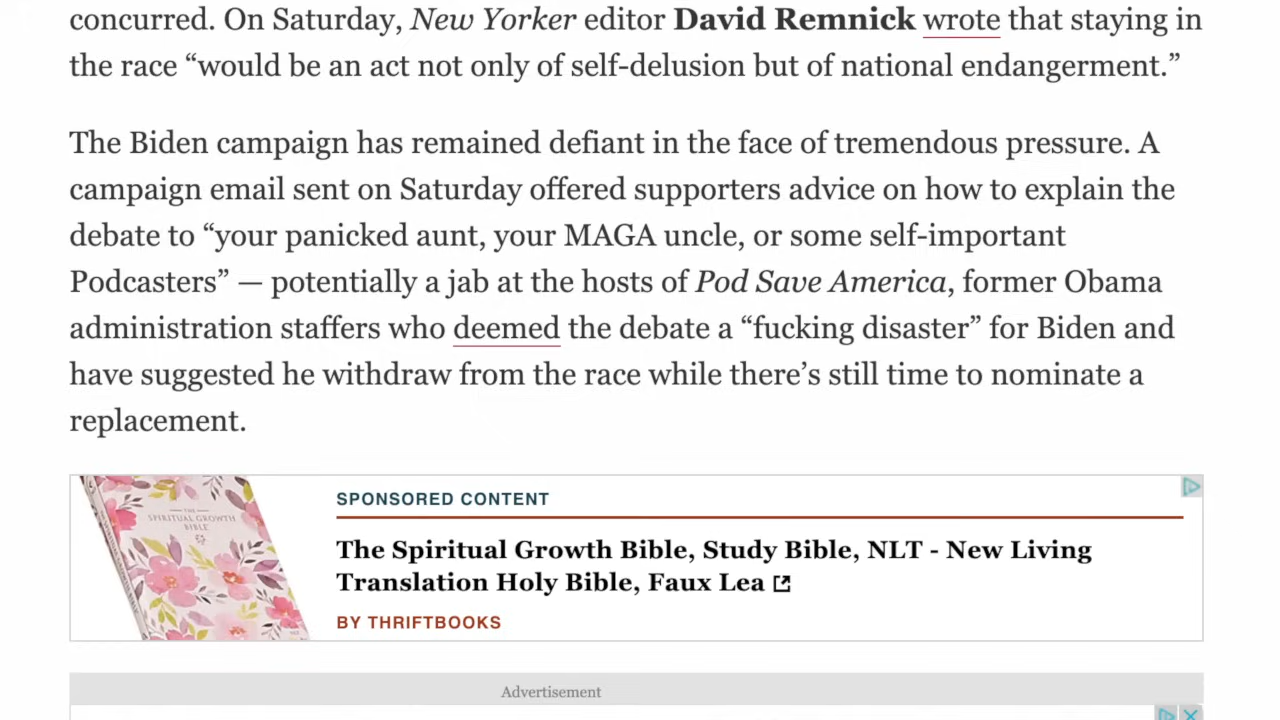 concurred. On Saturday, New Yorker editor David Remnick wrote that staying in
the race “would be an act not only of self-delusion but of national endangerment.”
The Biden campaign has remained defiant in the face of tremendous pressure. A
campaign email sent on Saturday offered supporters advice on how to explain the
debate to “your panicked aunt, your MAGA uncle, or some self-important
Podcasters” — potentially a jab at the hosts of Pod Save America, former Obama
administration staffers who deemed the debate a “fucking disaster” for Biden and
have suggested he withdraw from the race while there’s still time to nominate a
replacement.
THE
SPIRITUAL GROWTH
BIBLE
SPONSORED CONTENT
The Spiritual Growth Bible, Study Bible, NLT - New Living
Translation Holy Bible, Faux Lea
BY THRIFTBOOKS
Advertisement